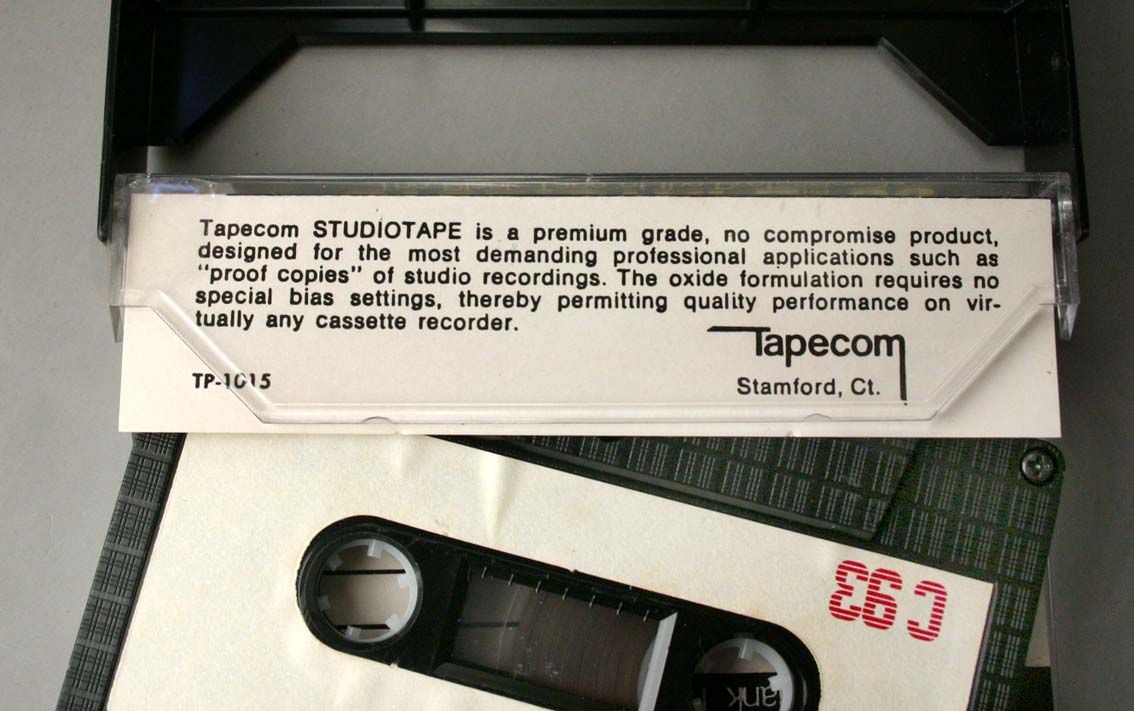 Tapecom STUDIOTAPE is a premium grade, no compromise product,
designed for the most demanding professional applications such as
"proof copies" of studio recordings. The oxide formulation requires no
special bias settings, thereby permitting quality performance on vir-
tually any cassette recorder.
Tapecom
TP-1015
Stamford, Ct.
C 93